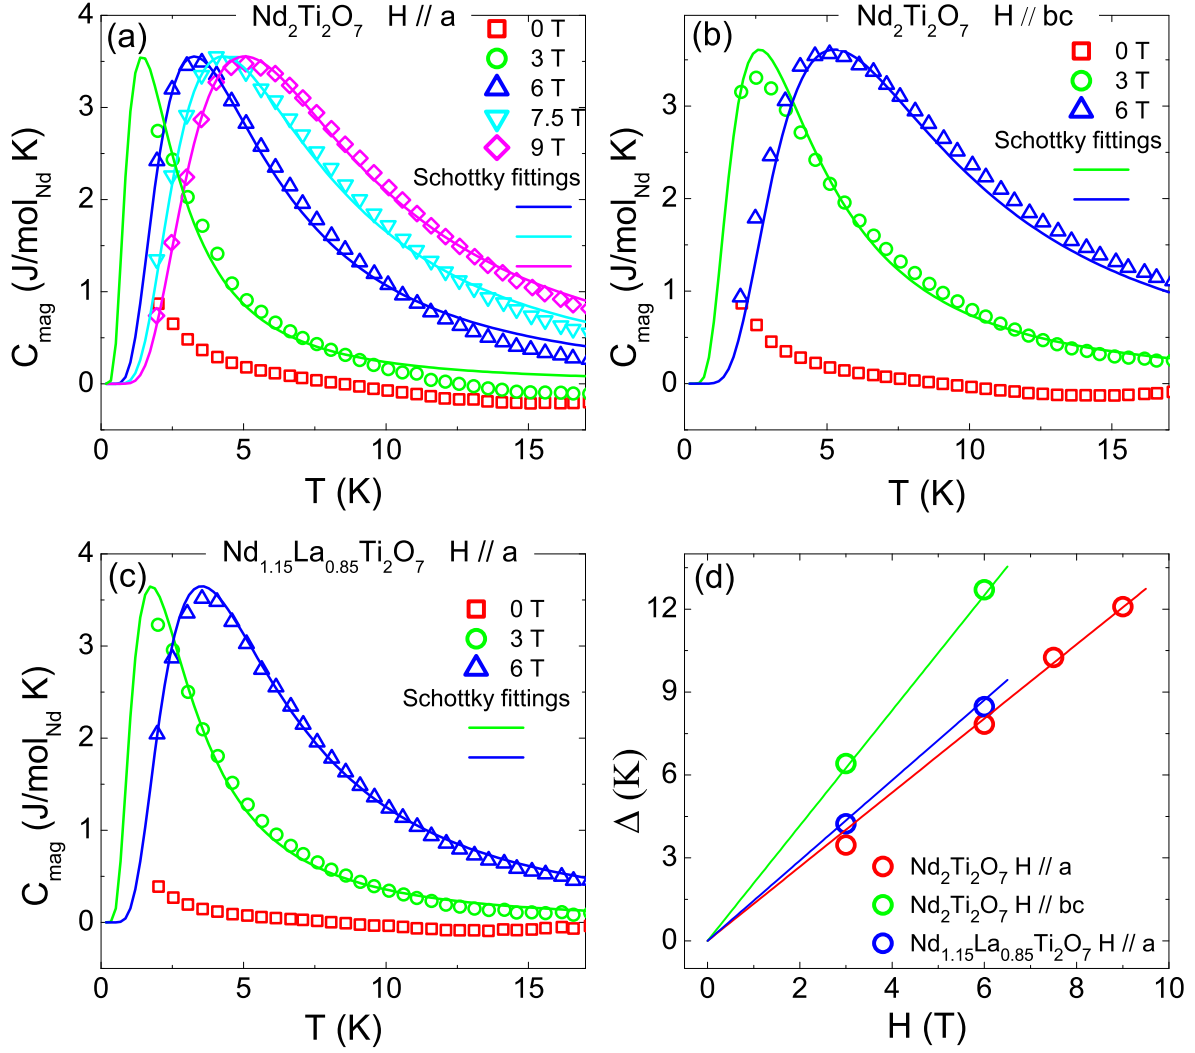 (a)
Nd2Ti2O7 H // a
0 T
3 T
6 T
7.5 T
9 T
Schottky fittings
4
3
2
1
0
Cmag (J/molNd K)
0 5 10 15
T (K)
(b)
Nd2Ti2O7 H // bc
0 T
3 T
6 T
Schottky fittings
3
2
1
0
Cmag (J/molNd K)
0 5 10 15
T (K)
(c)
Nd1.15La0.85Ti2O7 H // a
0 T
3 T
6 T
Schottky fittings
4
3
2
1
0
Cmag (J/molNd K)
0 5 10 15
T (K)
(d)
12
9
6
3
0
Δ (K)
Nd2Ti2O7 H // a
Nd2Ti2O7 H // bc
Nd1.15La0.85Ti2O7 H // a
0 2 4 6 8 10
H (T)